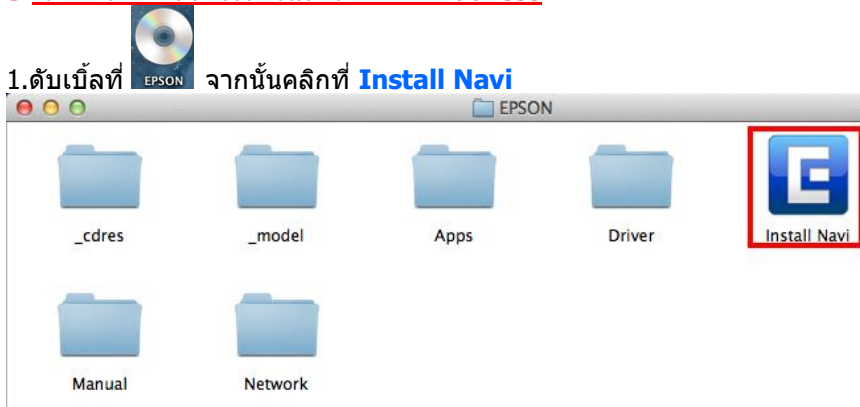 1.ดับเบิ้ลที่ EPSON จากนั้นคลิกที่ Install Navi
EPSON
_cdres _model Apps Driver Install Navi
Manual Network